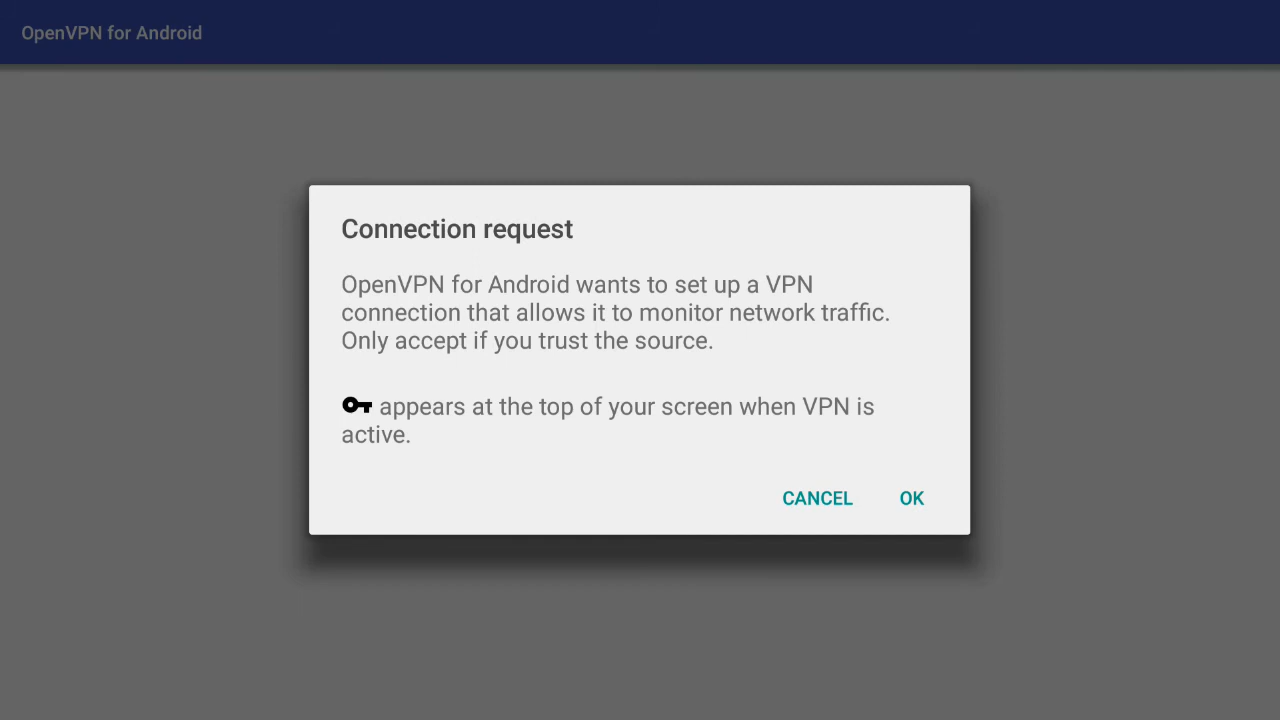 OpenVPN for Android
Connection request
OpenVPN for Android wants to set up a VPN
connection that allows it to monitor network traffic.
Only accept if you trust the source.
appears at the top of your screen when VPN is
active.
CANCEL OK